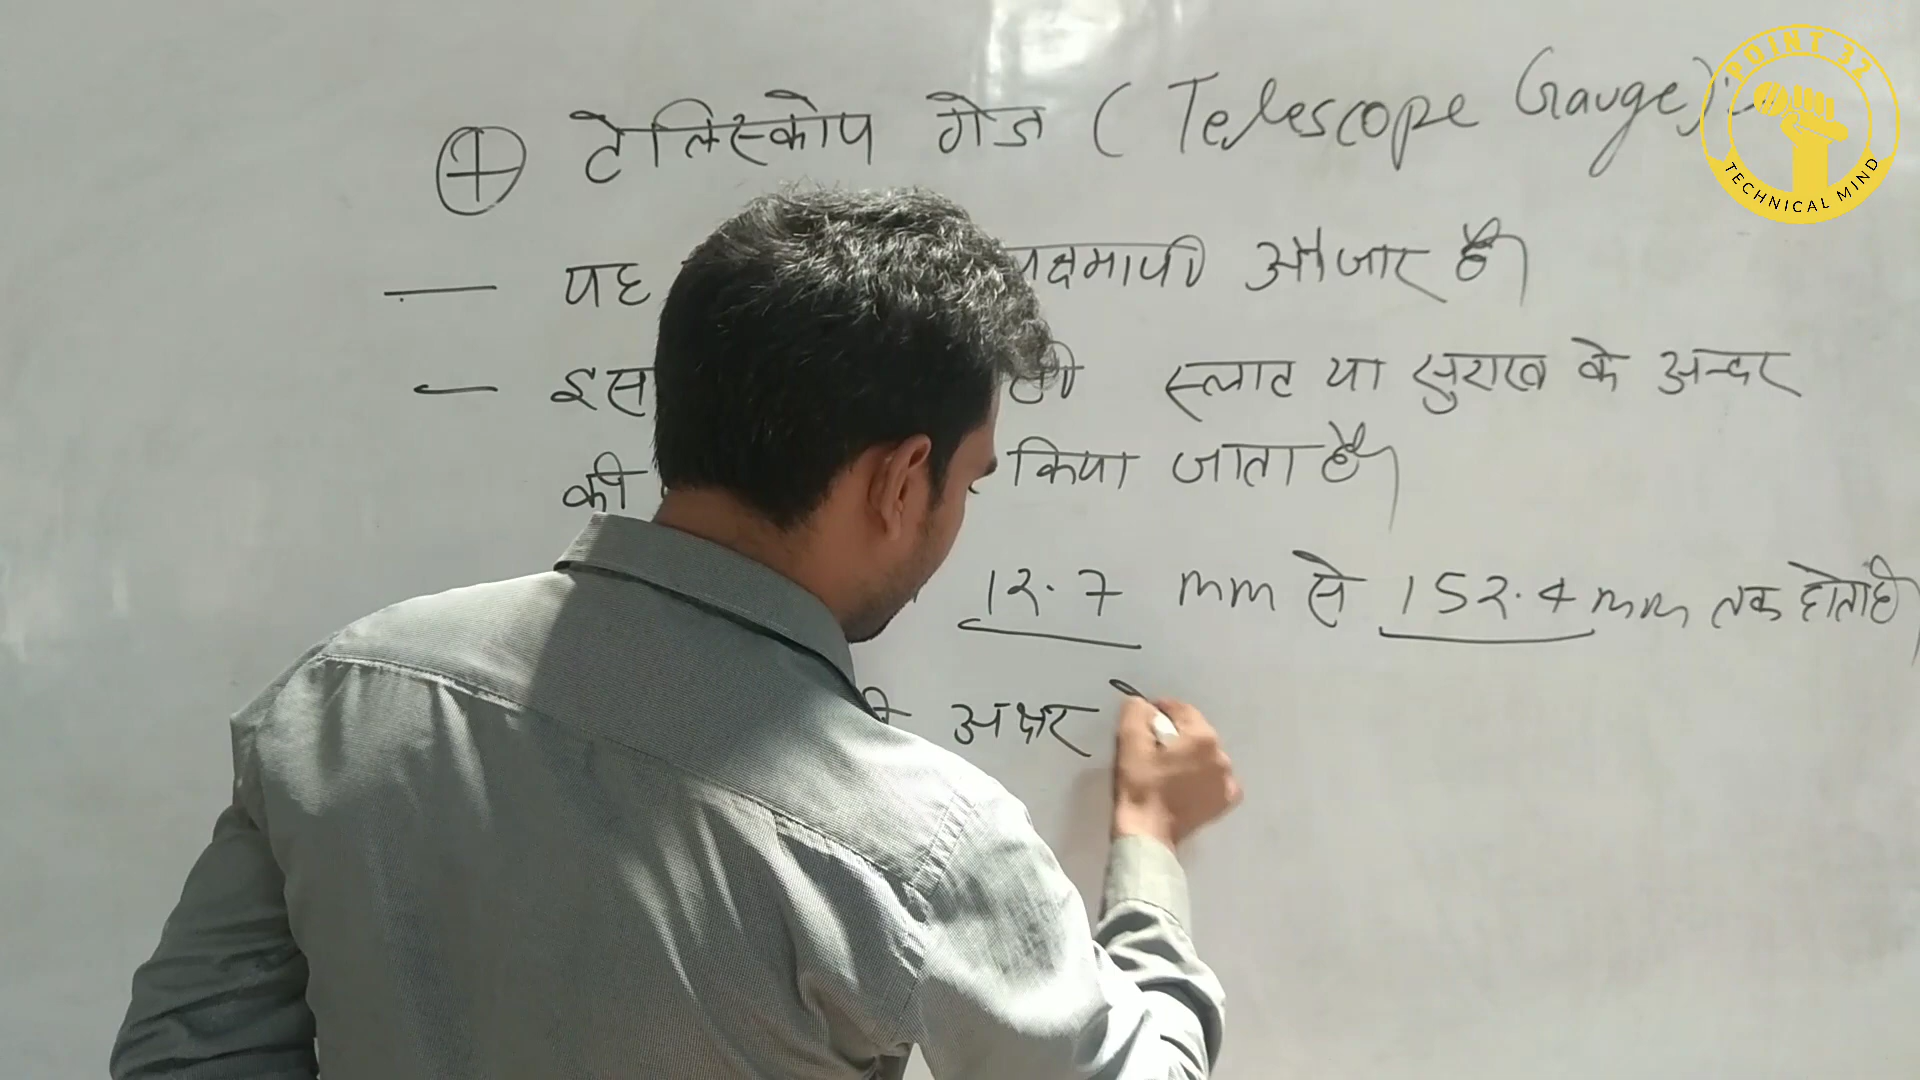 टेलिस्कोप गेज ( Telescope Gauge):-
POINT 32
TECHNICAL MIND
— यह औजार है।
— इस स्लाट या सुराख के अन्दर
की किया जाता है।
12.7 mm से 152.4 mm तक होता है।
अक्षर